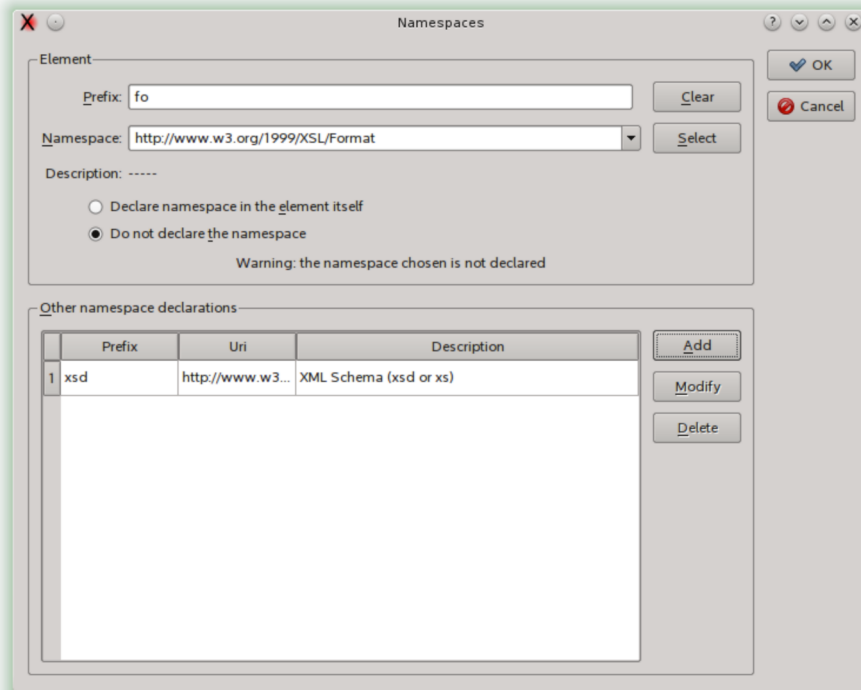 Namespaces
OK
Cancel
Element
Prefix: fo
Clear
Namespace: http://www.w3.org/1999/XSL/Format
Select
Description: -----
Declare namespace in the element itself
Do not declare the namespace
Warning: the namespace chosen is not declared
Other namespace declarations
Prefix Uri Description
1 xsd http://www.w3... XML Schema (xsd or xs)
Add
Modify
Delete